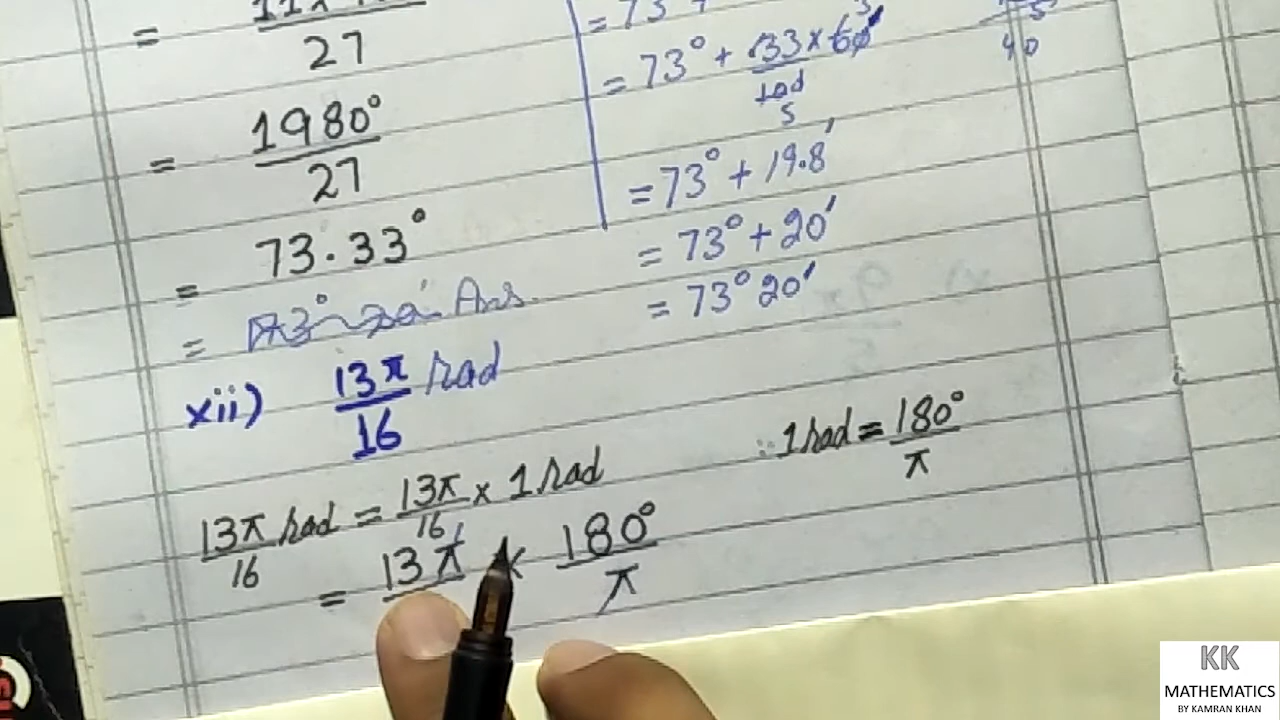 = 27
= 1980° / 27
= 73.33°
= Ans.
= 73° + 33 × 60' / 100 5
= 73° + 19.8'
= 73° + 20'
= 73° 20'
40
xii) 13π / 16 rad
13π / 16 rad = 13π / 16 × 1 rad
∵ 1 rad = 180° / π
= 13π × 180° / π
KK
MATHEMATICS
BY KAMRAN KHAN